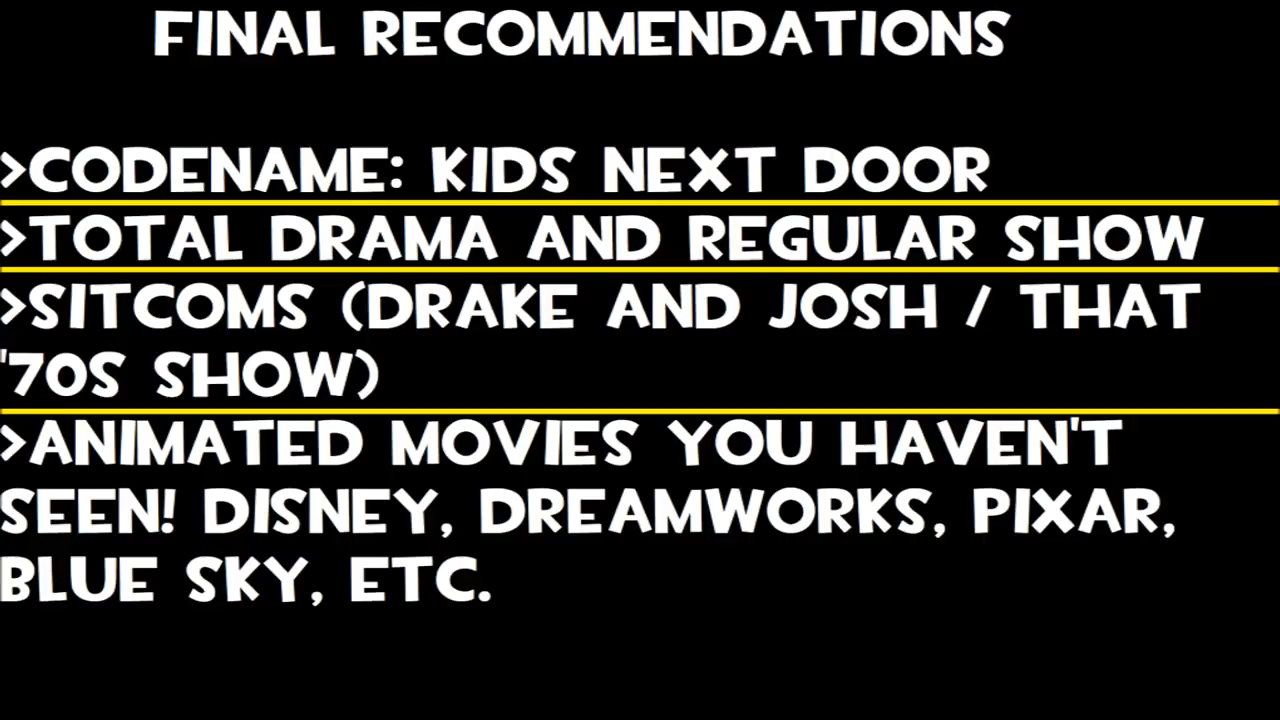 FINAL RECOMMENDATIONS
>CODENAME: KIDS NEXT DOOR
>TOTAL DRAMA AND REGULAR SHOW
>SITCOMS (DRAKE AND JOSH / THAT
'70S SHOW)
>ANIMATED MOVIES YOU HAVEN'T
SEEN! DISNEY, DREAMWORKS, PIXAR,
BLUE SKY, ETC.